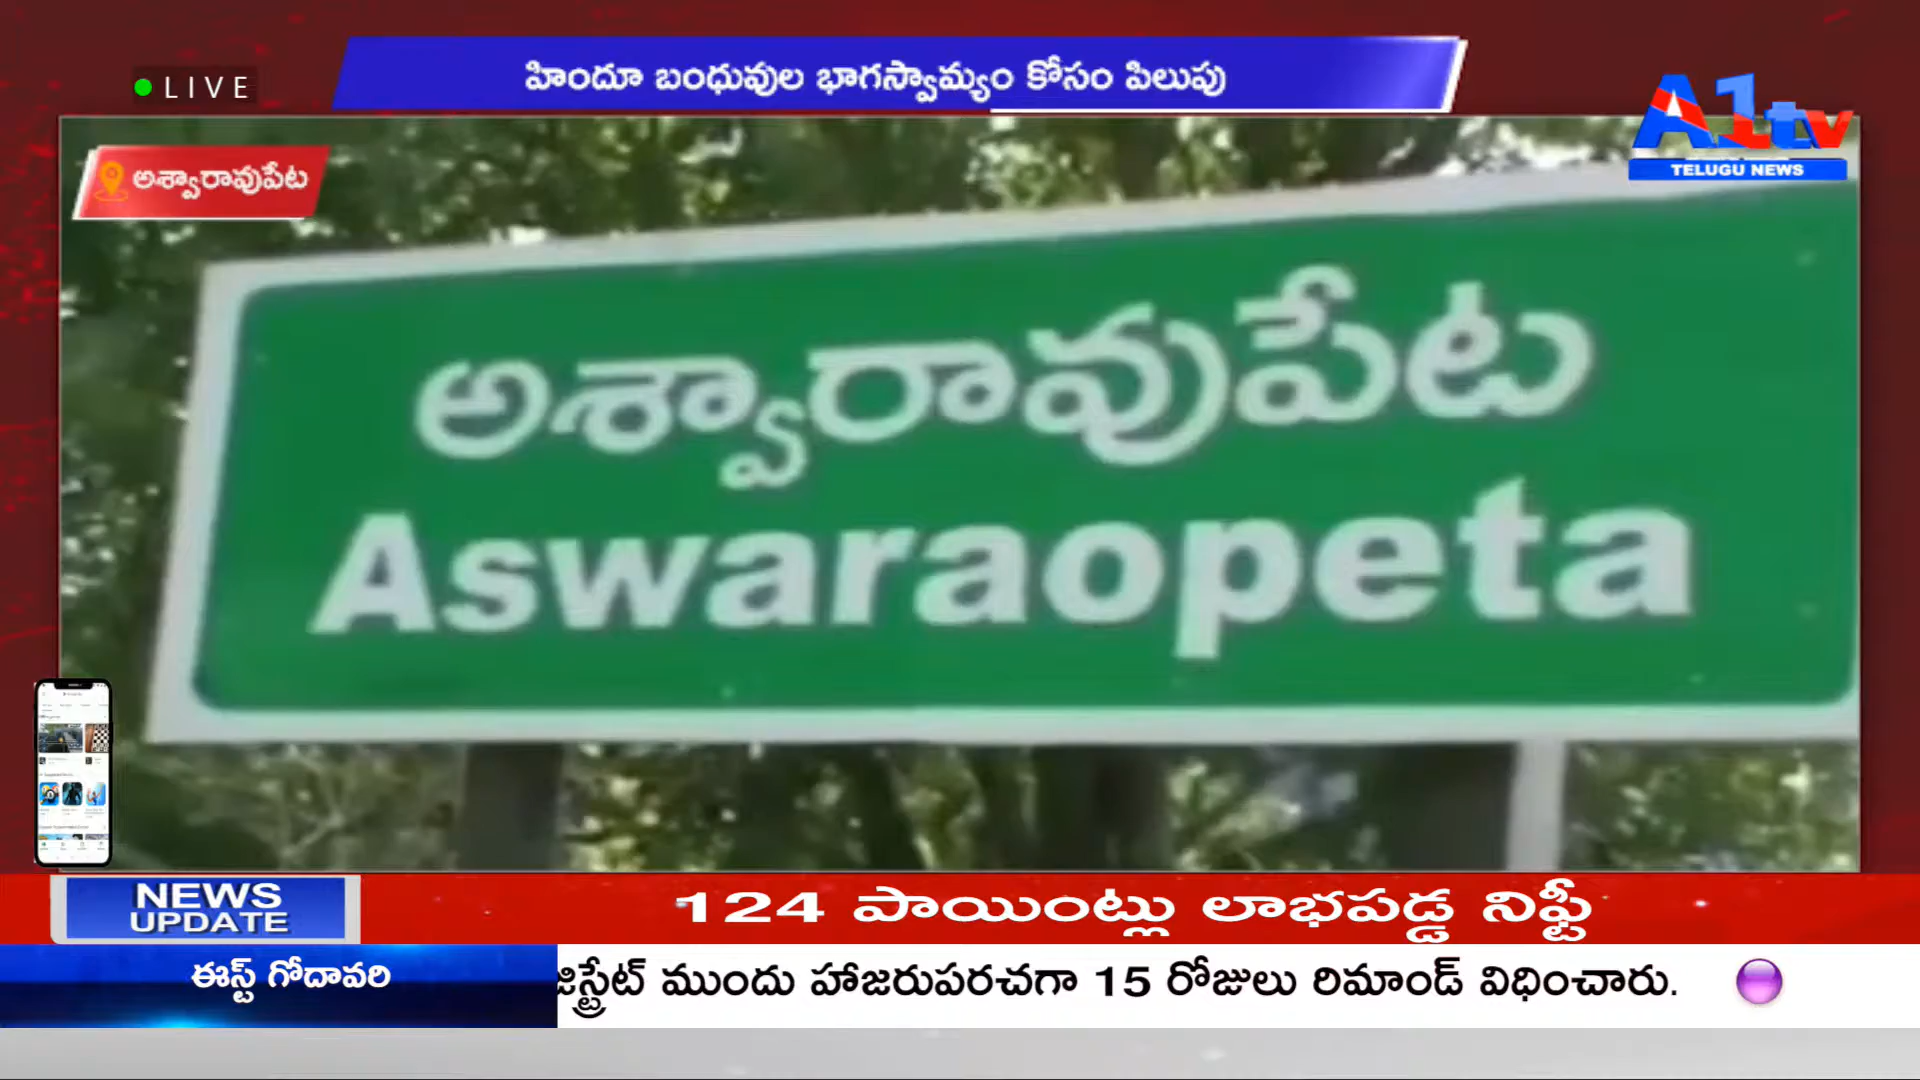 LIVE
హిందూ బంధువుల భాగస్వామ్యం కోసం పిలుపు
A1tv
TELUGU NEWS
అశ్వారావుపేట
అశ్వారావుపేట
Aswaraopeta
NEWS
UPDATE
124 పాయింట్లు లాభపడ్డ నిఫ్టీ
ఈస్ట్ గోదావరి
జిస్ట్రేట్ ముందు హాజరుపరచగా 15 రోజులు రిమాండ్ విధించారు.